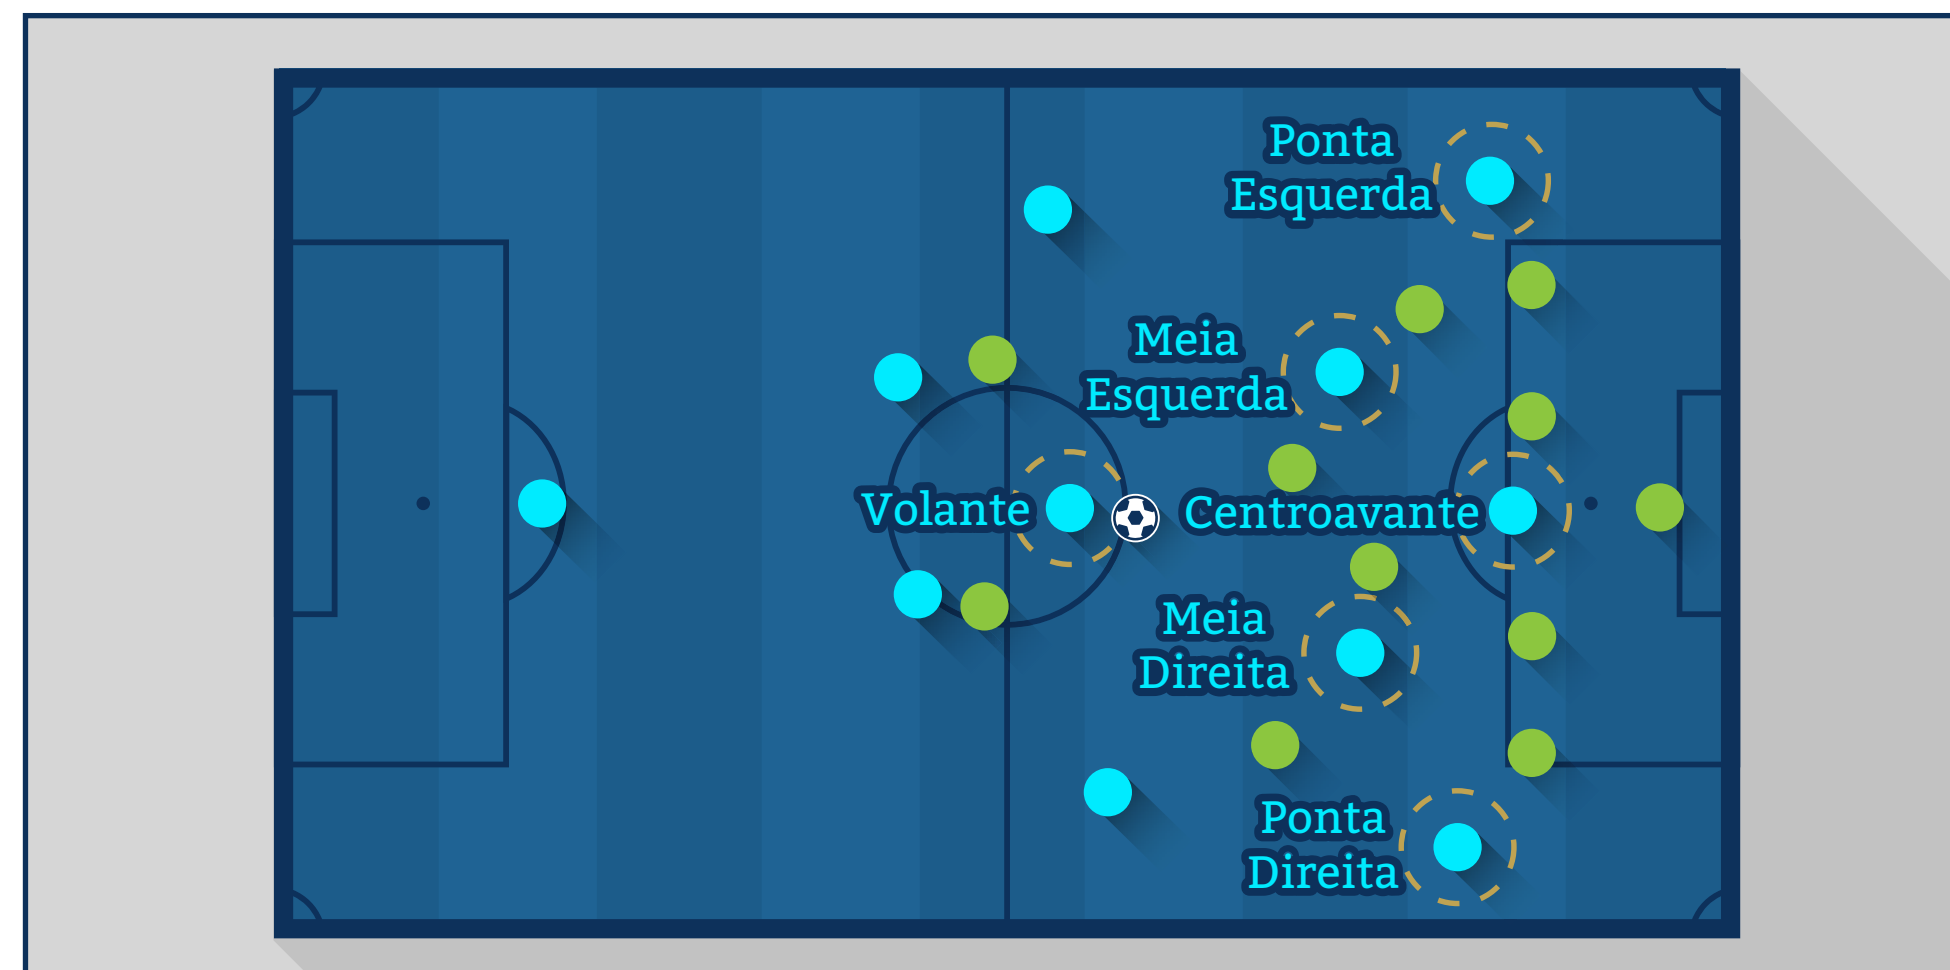 Ponta
Esquerda
Meia
Esquerda
Volante
Centroavante
Meia
Direita
Ponta
Direita